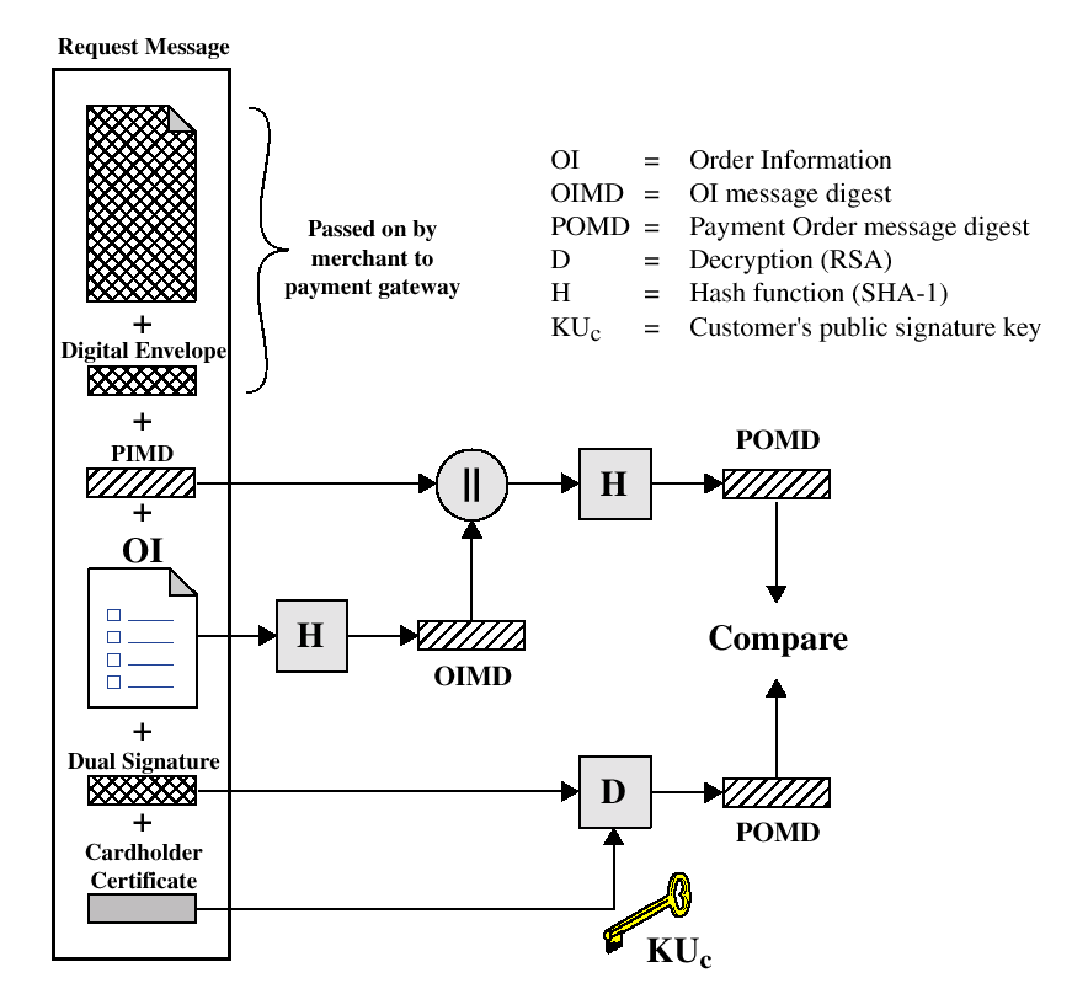 Request Message
Passed on by
merchant to
payment gateway
OI = Order Information
OIMD = OI message digest
POMD = Payment Order message digest
D = Decryption (RSA)
H = Hash function (SHA-1)
KUc = Customer's public signature key
+
Digital Envelope
+
PIMD
||
H
POMD
+
OI
H
OIMD
Compare
+
Dual Signature
D
POMD
+
Cardholder
Certificate
KUc